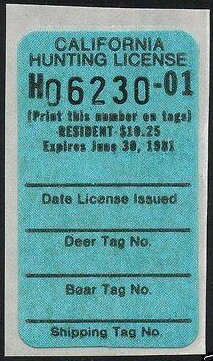 CALIFORNIA
HUNTING LICENSE
H06230-01
(Print this number on tags)
RESIDENT-$10.25
Expires June 30, 1981
Date License Issued
Deer Tag No.
Bear Tag No.
Shipping Tag No.